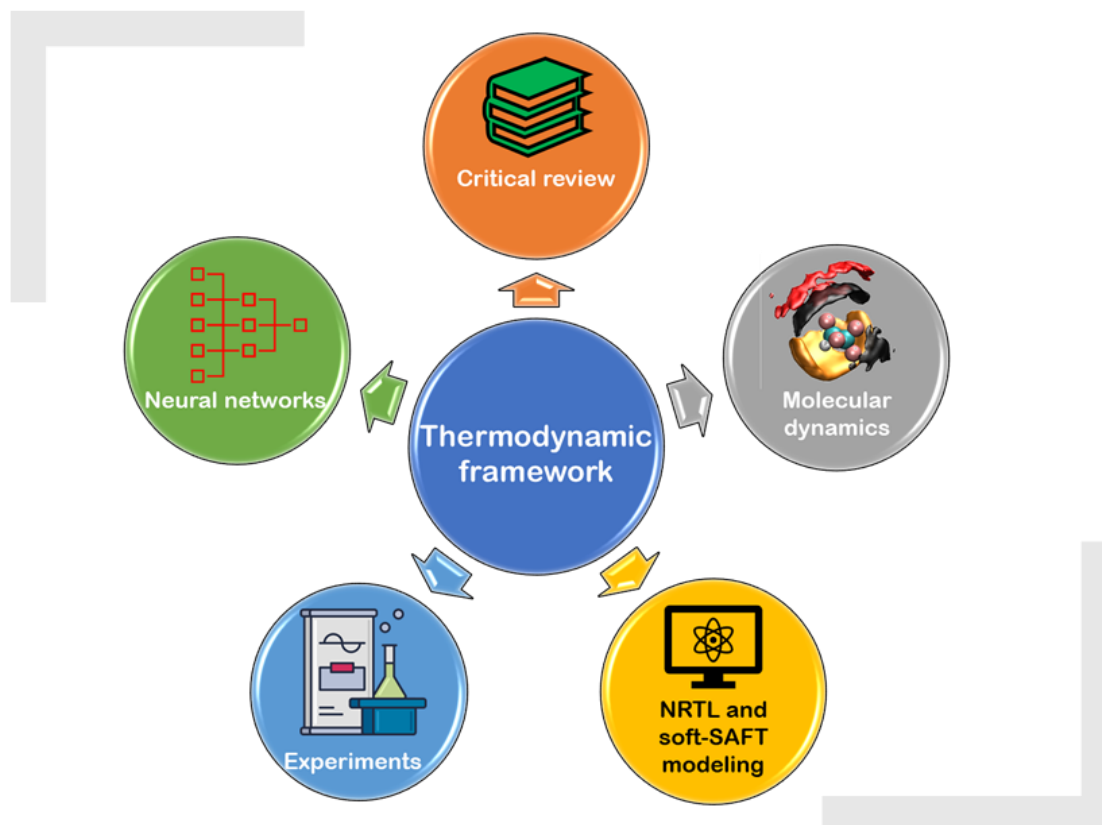 Critical review
Neural networks
Molecular
dynamics
Thermodynamic
framework
Experiments
NRTL and
soft-SAFT
modeling